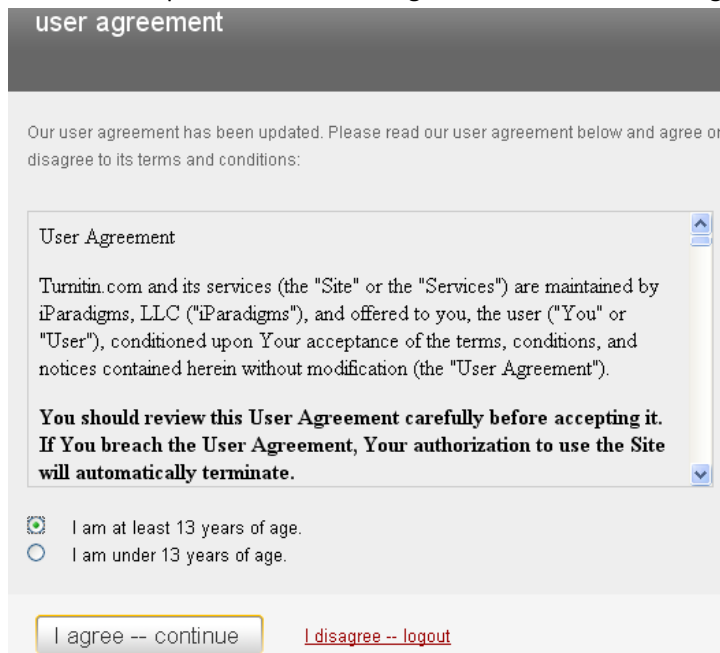 user agreement
Our user agreement has been updated. Please read our user agreement below and agree or
disagree to its terms and conditions:
User Agreement
Turnitin.com and its services (the "Site" or the "Services") are maintained by
iParadigms, LLC ("iParadigms"), and offered to you, the user ("You" or
"User"), conditioned upon Your acceptance of the terms, conditions, and
notices contained herein without modification (the "User Agreement").
You should review this User Agreement carefully before accepting it.
If You breach the User Agreement, Your authorization to use the Site
will automatically terminate.
I am at least 13 years of age.
I am under 13 years of age.
I agree -- continue
I disagree -- logout